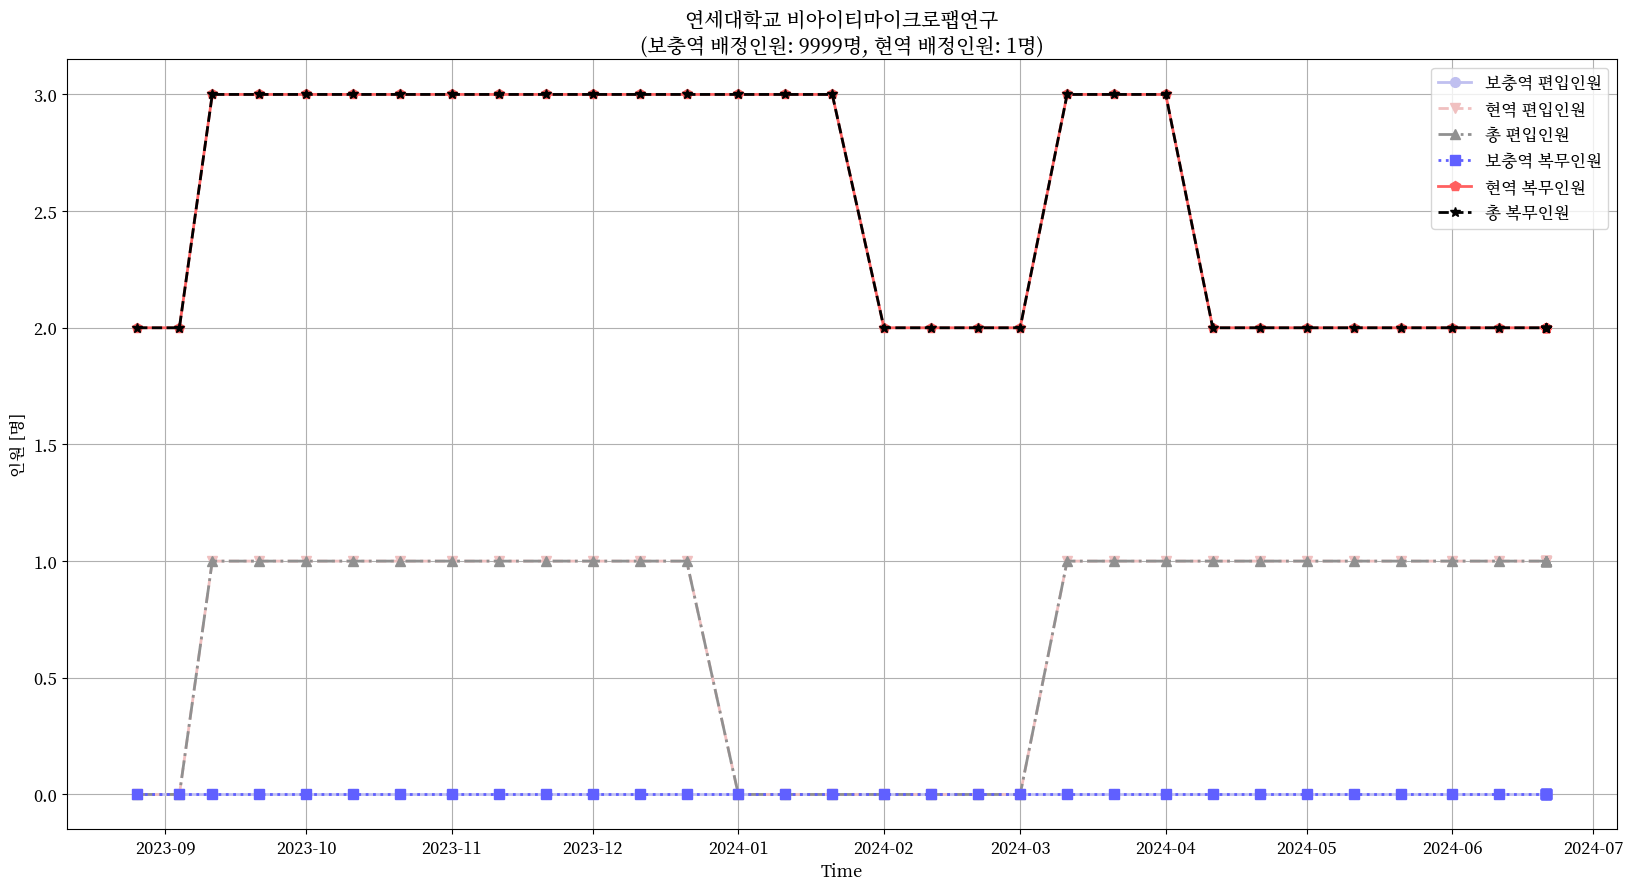 연세대학교 비아이티마이크로팹연구
(보충역 배정인원: 9999명, 현역 배정인원: 1명)
보충역 편입인원
현역 편입인원
총 편입인원
보충역 복무인원
현역 복무인원
총 복무인원
인원 [명]
3.0
2.5
2.0
1.5
1.0
0.5
0.0
2023-09
2023-10
2023-11
2023-12
2024-01
2024-02
2024-03
2024-04
2024-05
2024-06
2024-07
Time